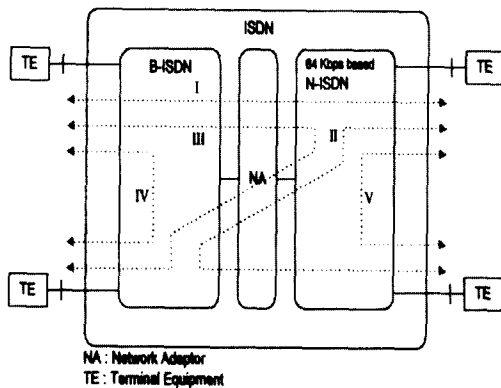 ISDN
TE
B-ISDN
64 Kbps based
N-ISDN
TE
I
III
II
NA
IV
V
TE
TE
NA : Network Adaptor
TE : Terminal Equipment